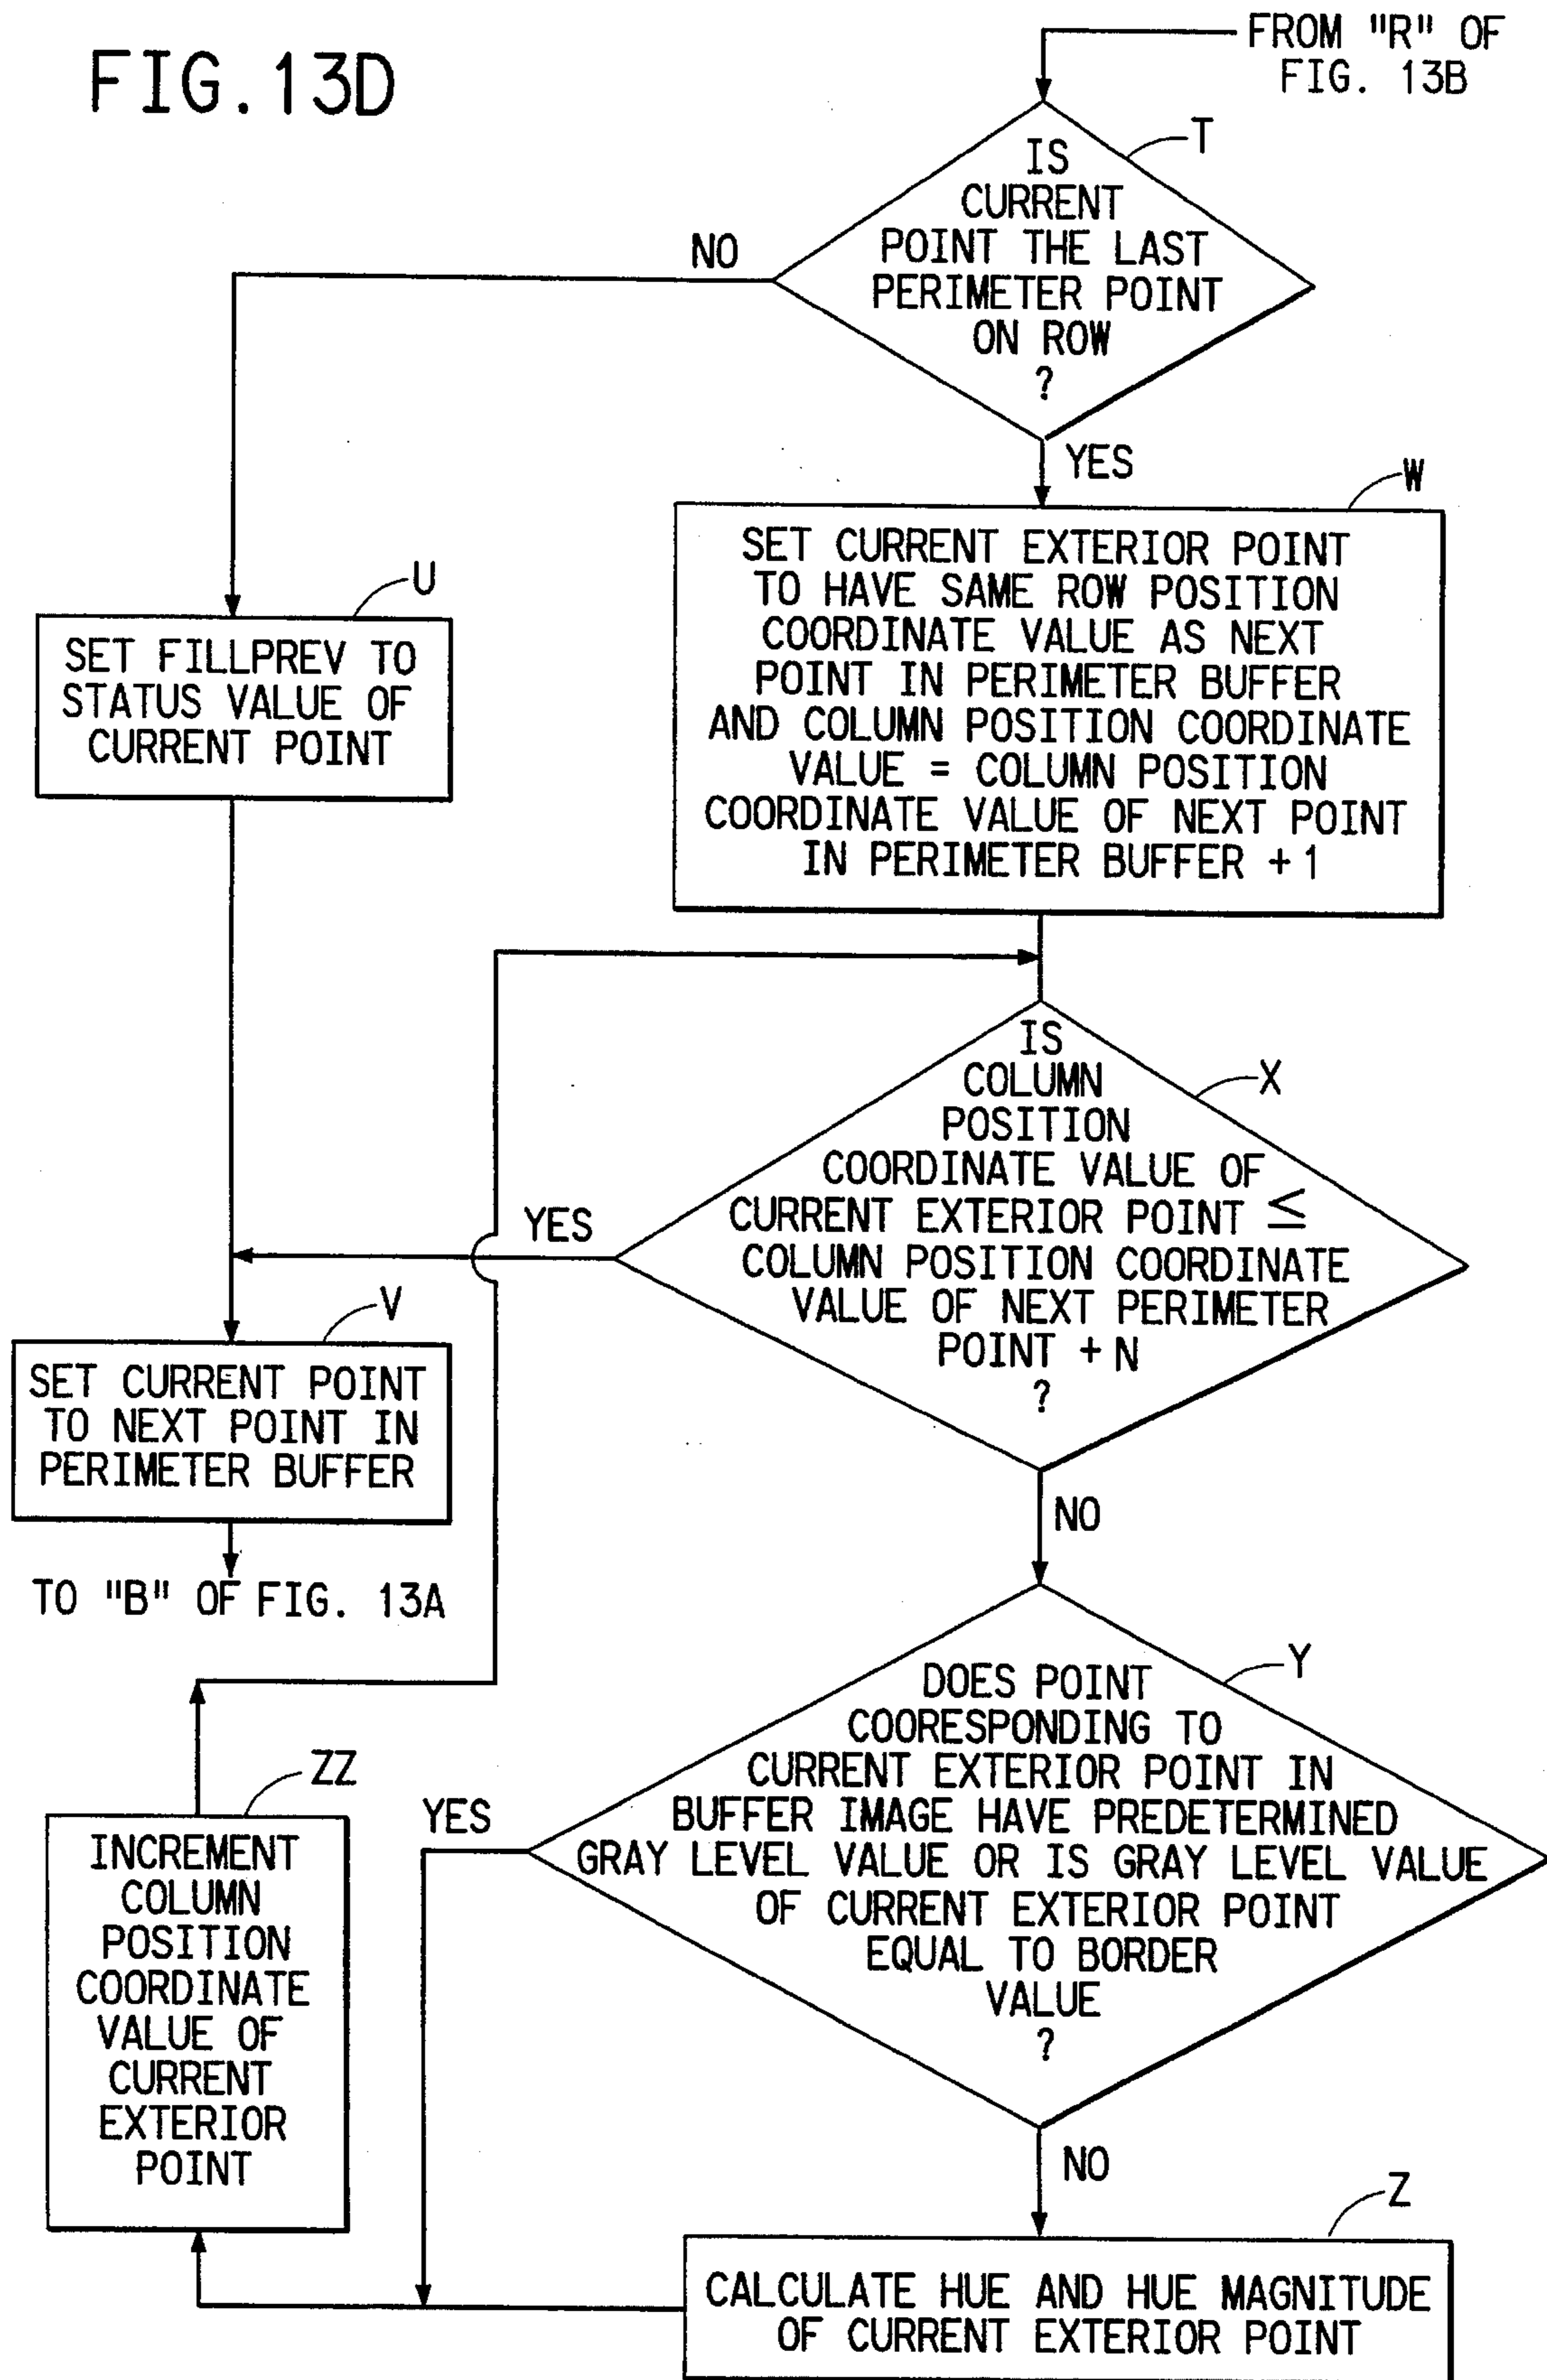 FIG.13D
FROM "R" OF
FIG. 13B
T
IS
CURRENT
POINT THE LAST
PERIMETER POINT
ON ROW
?
NO
YES
W
SET CURRENT EXTERIOR POINT
TO HAVE SAME ROW POSITION
COORDINATE VALUE AS NEXT
POINT IN PERIMETER BUFFER
AND COLUMN POSITION COORDINATE
VALUE = COLUMN POSITION
COORDINATE VALUE OF NEXT POINT
IN PERIMETER BUFFER +1
U
SET FILLPREV TO
STATUS VALUE OF
CURRENT POINT
X
IS
COLUMN
POSITION
COORDINATE VALUE OF
CURRENT EXTERIOR POINT ≤
COLUMN POSITION COORDINATE
VALUE OF NEXT PERIMETER
POINT + N
?
YES
NO
V
SET CURRENT POINT
TO NEXT POINT IN
PERIMETER BUFFER
TO "B" OF FIG. 13A
Y
DOES POINT
COORESPONDING TO
CURRENT EXTERIOR POINT IN
BUFFER IMAGE HAVE PREDETERMINED
GRAY LEVEL VALUE OR IS GRAY LEVEL VALUE
OF CURRENT EXTERIOR POINT
EQUAL TO BORDER
VALUE
?
YES
NO
ZZ
INCREMENT
COLUMN
POSITION
COORDINATE
VALUE OF
CURRENT
EXTERIOR
POINT
Z
CALCULATE HUE AND HUE MAGNITUDE
OF CURRENT EXTERIOR POINT